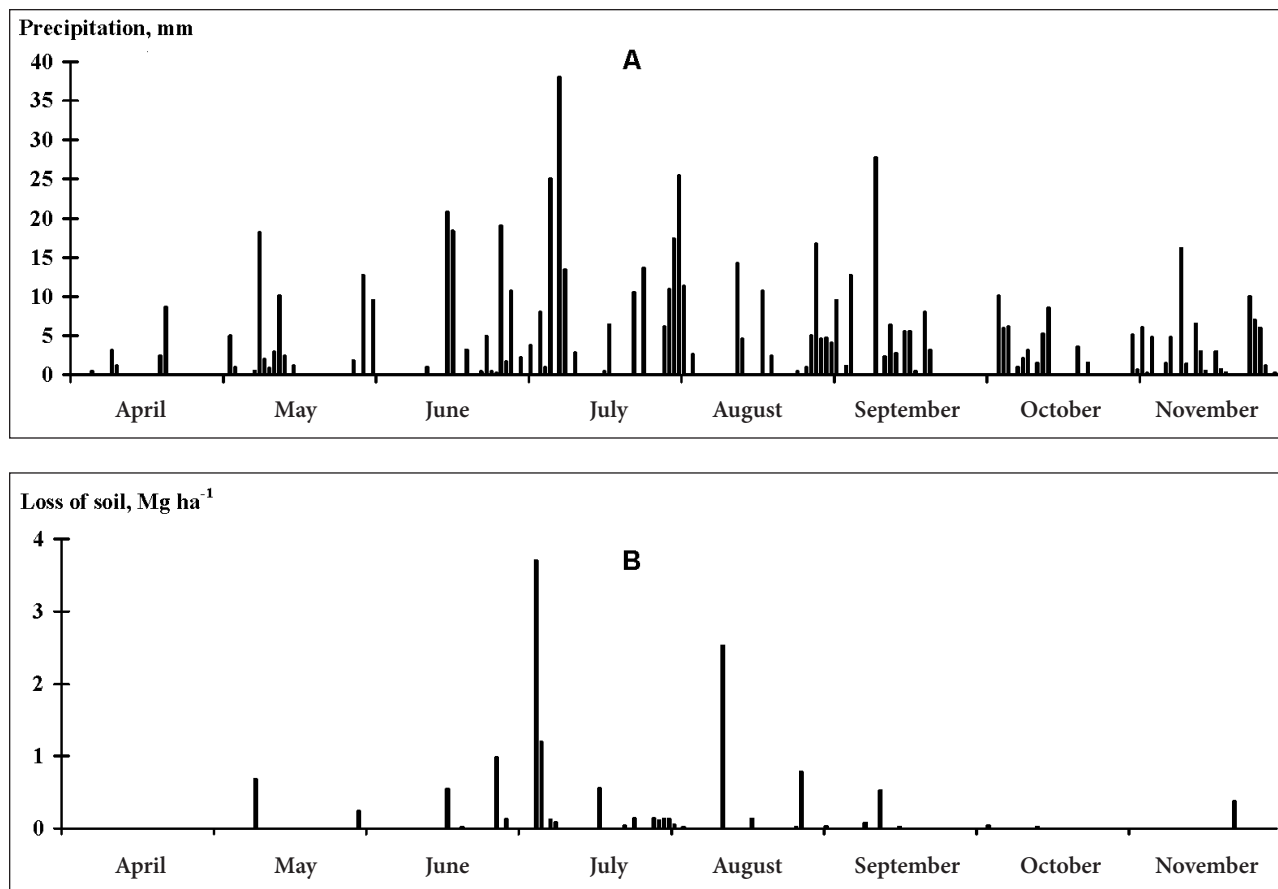 Precipitation, mm
A
40
35
30
25
20
15
10
5
0
April May June July August September October November
Loss of soil, Mg ha⁻¹
B
4
3
2
1
0
April May June July August September October November